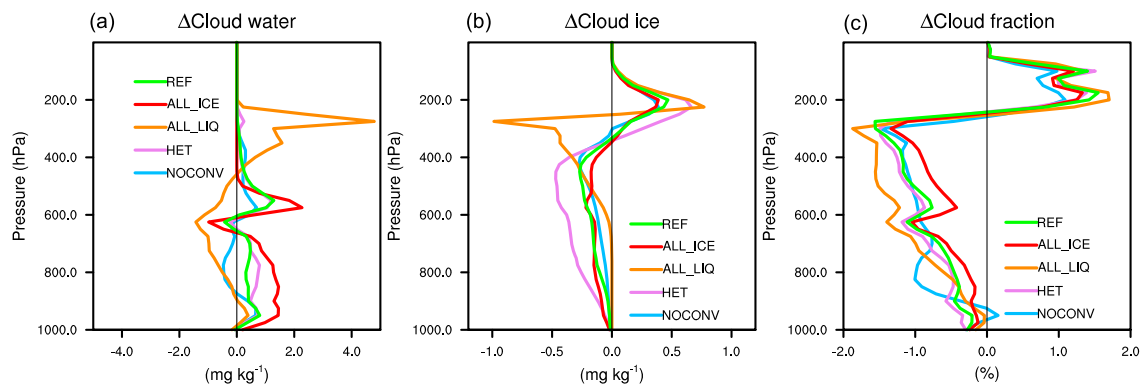 (a) ΔCloud water
Pressure (hPa)
200.0
400.0
600.0
800.0
1000.0
-4.0 -2.0 0.0 2.0 4.0
(mg kg-1)
REF
ALL_ICE
ALL_LIQ
HET
NOCONV
(b) ΔCloud ice
Pressure (hPa)
200.0
400.0
600.0
800.0
1000.0
-1.0 -0.5 0.0 0.5 1.0
(mg kg-1)
REF
ALL_ICE
ALL_LIQ
HET
NOCONV
(c) ΔCloud fraction
Pressure (hPa)
200.0
400.0
600.0
800.0
1000.0
-2.0 -1.0 0.0 1.0 2.0
(%)
REF
ALL_ICE
ALL_LIQ
HET
NOCONV